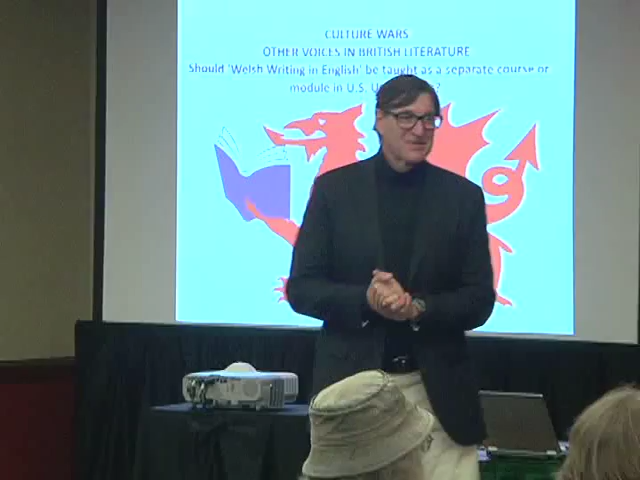 CULTURE WARS
OTHER VOICES IN BRITISH LITERATURE
Should 'Welsh Writing in English' be taught as a separate course or
module in U.S. ?